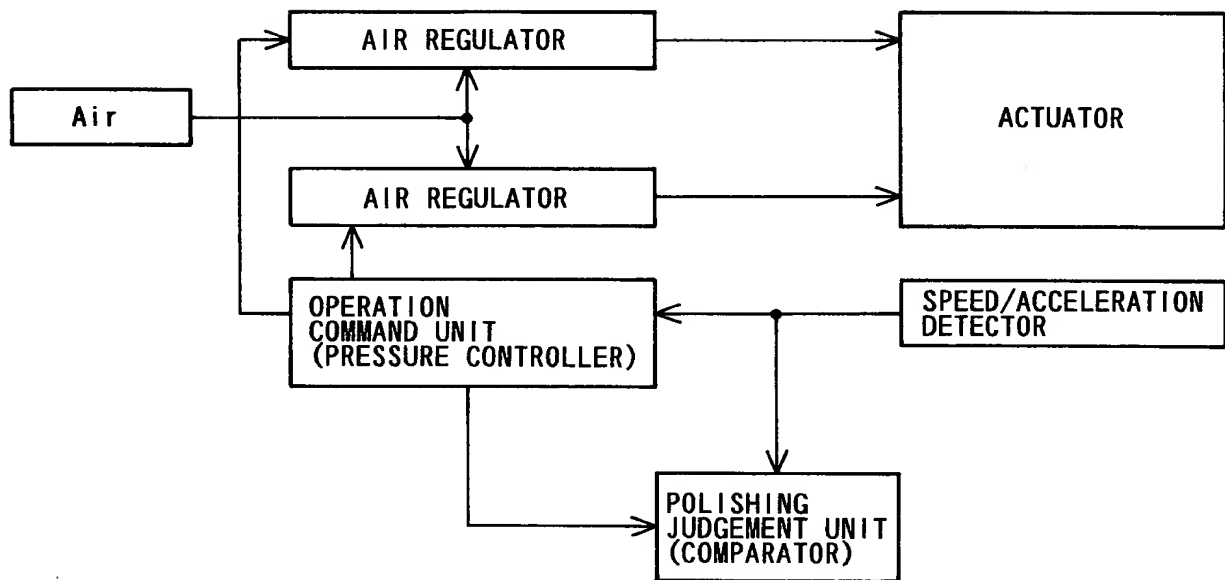 AIR REGULATOR
Air
ACTUATOR
AIR REGULATOR
OPERATION
COMMAND UNIT
(PRESSURE CONTROLLER)
SPEED/ACCELERATION
DETECTOR
POLISHING
JUDGEMENT UNIT
(COMPARATOR)